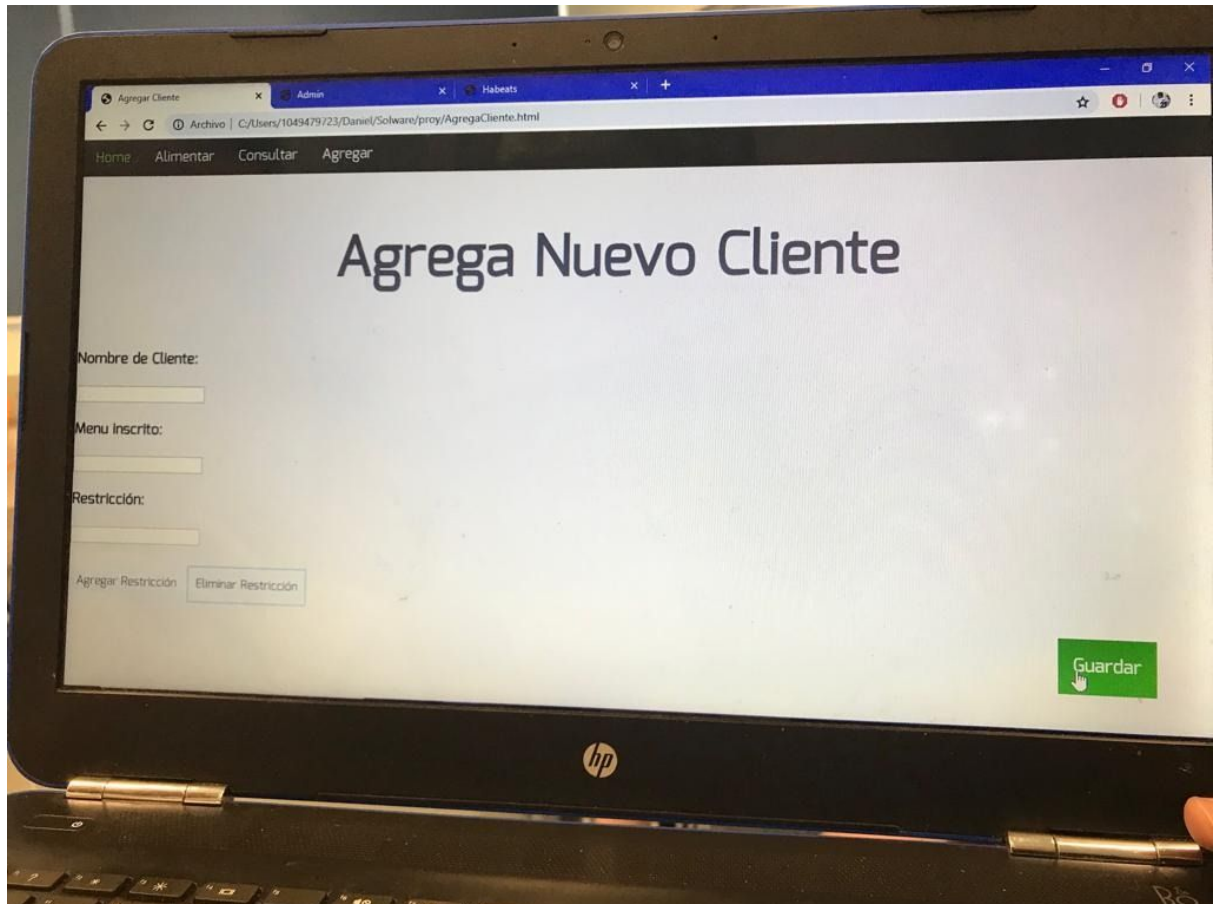 Agregar Cliente
Admin
Habeats
Archivo | C:/Users/1049479723/Daniel/Solware/proy/AgregaCliente.html
Home Alimentar Consultar Agregar
Agrega Nuevo Cliente
Nombre de Cliente:
Menu inscrito:
Restricción:
Agregar Restricción Eliminar Restricción
Guardar
hp